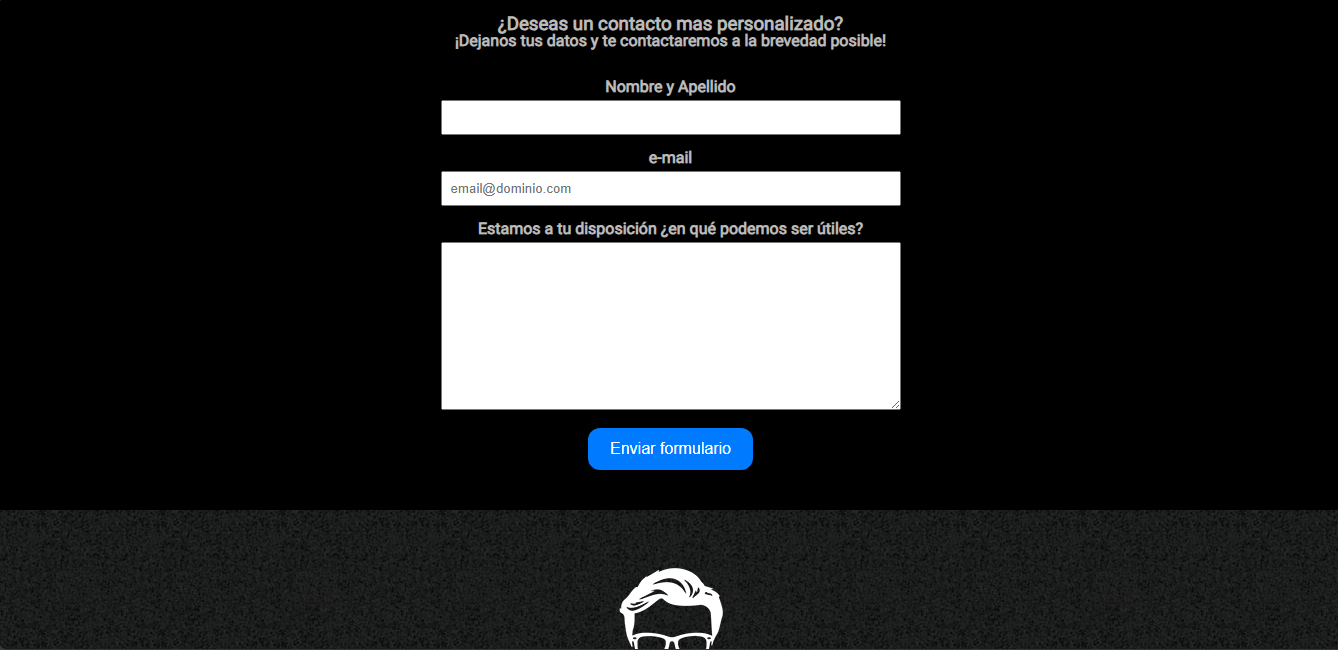 ¿Deseas un contacto mas personalizado?
¡Dejanos tus datos y te contactaremos a la brevedad posible!
Nombre y Apellido
e-mail
email@dominio.com
Estamos a tu disposición ¿en qué podemos ser útiles?
Enviar formulario